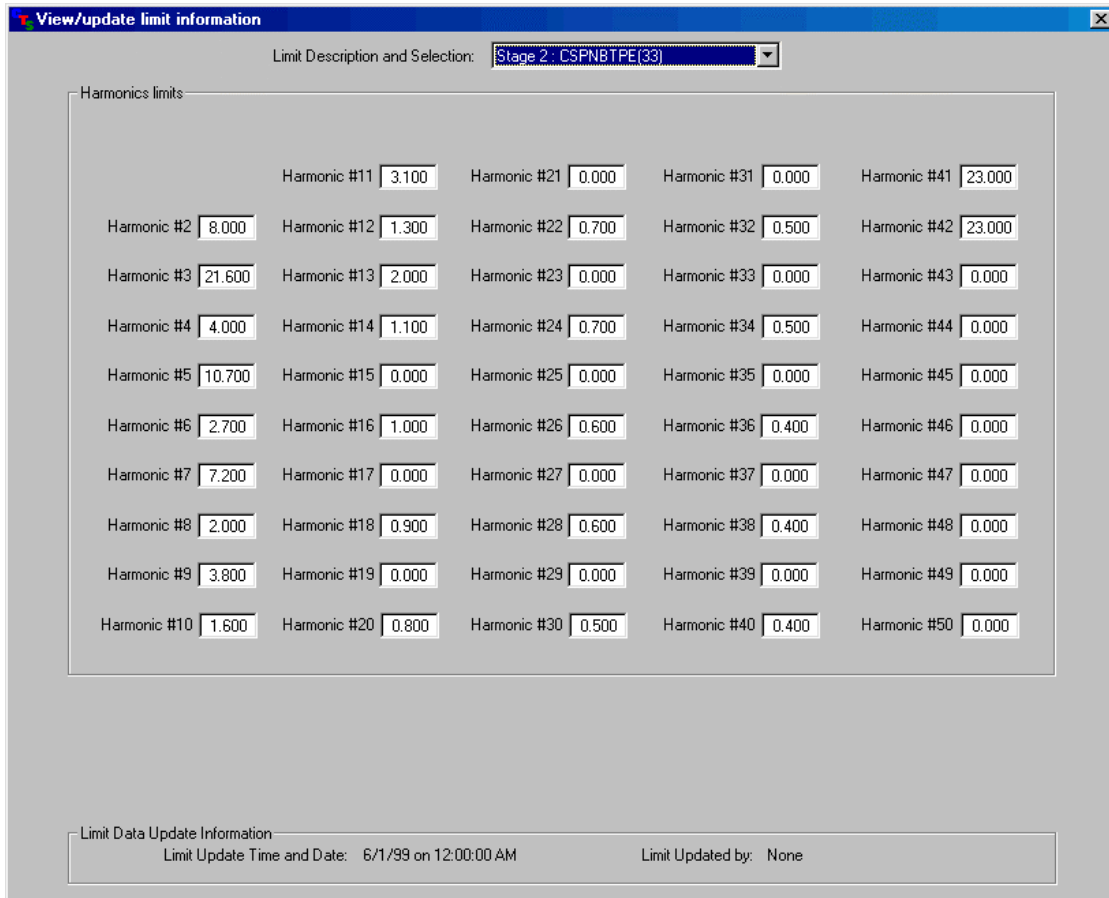 PTS View/update limit information
Limit Description and Selection: Stage 2 : CSPNBTPE(33)
Harmonics limits
Harmonic #11 3.100 Harmonic #21 0.000 Harmonic #31 0.000 Harmonic #41 23.000
Harmonic #2 8.000 Harmonic #12 1.300 Harmonic #22 0.700 Harmonic #32 0.500 Harmonic #42 23.000
Harmonic #3 21.600 Harmonic #13 2.000 Harmonic #23 0.000 Harmonic #33 0.000 Harmonic #43 0.000
Harmonic #4 4.000 Harmonic #14 1.100 Harmonic #24 0.700 Harmonic #34 0.500 Harmonic #44 0.000
Harmonic #5 10.700 Harmonic #15 0.000 Harmonic #25 0.000 Harmonic #35 0.000 Harmonic #45 0.000
Harmonic #6 2.700 Harmonic #16 1.000 Harmonic #26 0.600 Harmonic #36 0.400 Harmonic #46 0.000
Harmonic #7 7.200 Harmonic #17 0.000 Harmonic #27 0.000 Harmonic #37 0.000 Harmonic #47 0.000
Harmonic #8 2.000 Harmonic #18 0.900 Harmonic #28 0.600 Harmonic #38 0.400 Harmonic #48 0.000
Harmonic #9 3.800 Harmonic #19 0.000 Harmonic #29 0.000 Harmonic #39 0.000 Harmonic #49 0.000
Harmonic #10 1.600 Harmonic #20 0.800 Harmonic #30 0.500 Harmonic #40 0.400 Harmonic #50 0.000
Limit Data Update Information
Limit Update Time and Date: 6/1/99 on 12:00:00 AM Limit Updated by: None